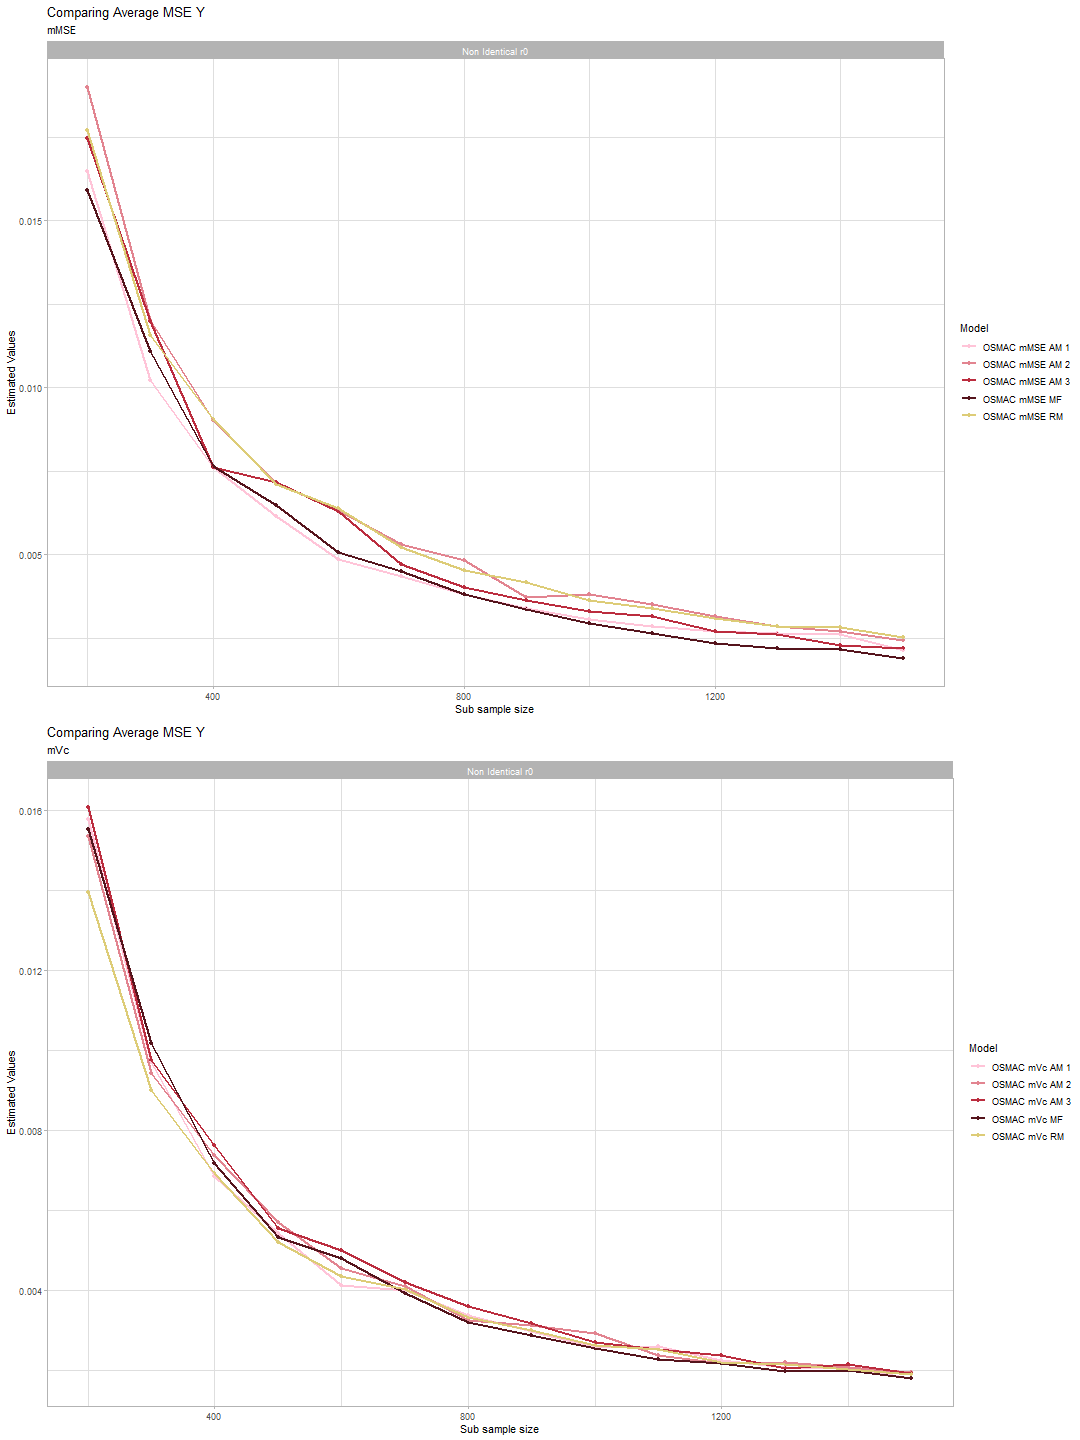 Comparing Average MSE Y
mMSE
Non Identical r0
0.015
0.010
0.005
Estimated Values
400
800
1200
Sub sample size
Model
OSMAC mMSE AM 1
OSMAC mMSE AM 2
OSMAC mMSE AM 3
OSMAC mMSE MF
OSMAC mMSE RM
Comparing Average MSE Y
mVc
Non Identical r0
0.016
0.012
0.008
0.004
Estimated Values
400
800
1200
Sub sample size
Model
OSMAC mVc AM 1
OSMAC mVc AM 2
OSMAC mVc AM 3
OSMAC mVc MF
OSMAC mVc RM